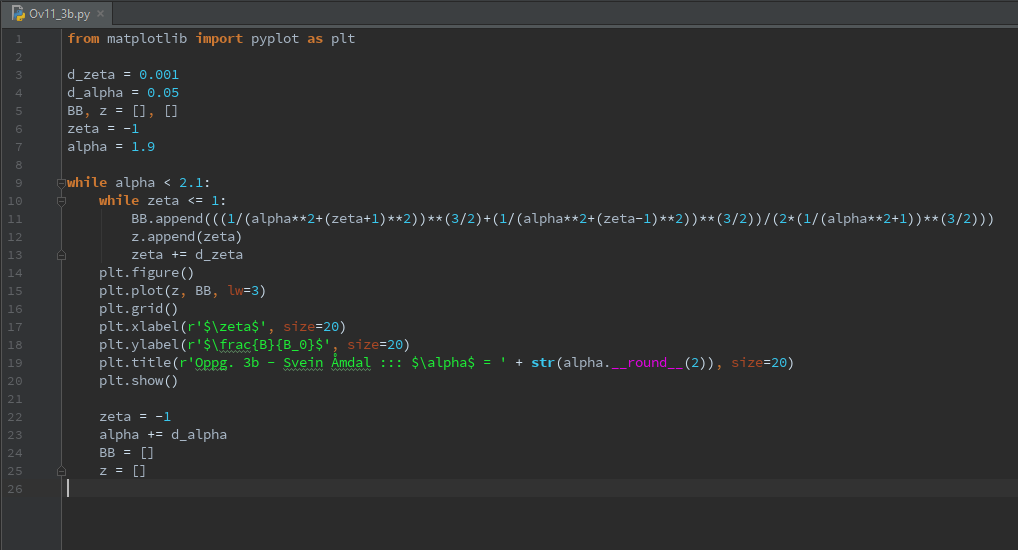 Ov11_3b.py ×
1 from matplotlib import pyplot as plt
2
3 d_zeta = 0.001
4 d_alpha = 0.05
5 BB, z = [], []
6 zeta = -1
7 alpha = 1.9
8
9 while alpha < 2.1:
10     while zeta <= 1:
11         BB.append(((1/(alpha**2+(zeta+1)**2))**(3/2)+(1/(alpha**2+(zeta-1)**2))**(3/2))/(2*(1/(alpha**2+1))**(3/2)))
12         z.append(zeta)
13         zeta += d_zeta
14     plt.figure()
15     plt.plot(z, BB, lw=3)
16     plt.grid()
17     plt.xlabel(r'$\zeta$', size=20)
18     plt.ylabel(r'$\frac{B}{B_0}$', size=20)
19     plt.title(r'Oppg. 3b - Svein Åmdal ::: $\alpha$ = ' + str(alpha.__round__(2)), size=20)
20     plt.show()
21
22     zeta = -1
23     alpha += d_alpha
24     BB = []
25     z = []
26